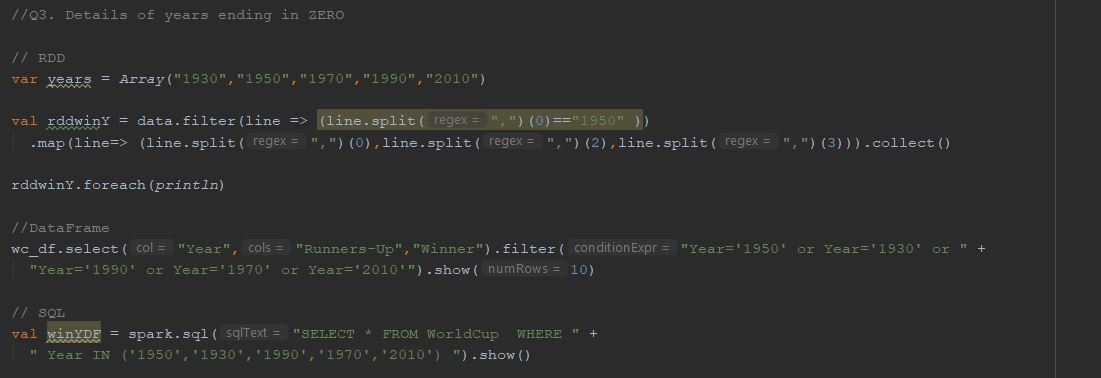 //Q3. Details of years ending in ZERO
// RDD
var years = Array("1930","1950","1970","1990","2010")
val rddwinY = data.filter(line => (line.split( regex = ",")(0)=="1950" ))
.map(line=> (line.split( regex = ",")(0),line.split( regex = ",")(2),line.split( regex = ",")(3))).collect()
rddwinY.foreach(println)
//DataFrame
wc_df.select( col = "Year", cols = "Runners-Up","Winner").filter( conditionExpr = "Year='1950' or Year='1930' or " +
"Year='1990' or Year='1970' or Year='2010'").show( numRows = 10)
// SQL
val winYDF = spark.sql( sqlText = "SELECT * FROM WorldCup  WHERE " +
" Year IN ('1950','1930','1990','1970','2010') ").show()